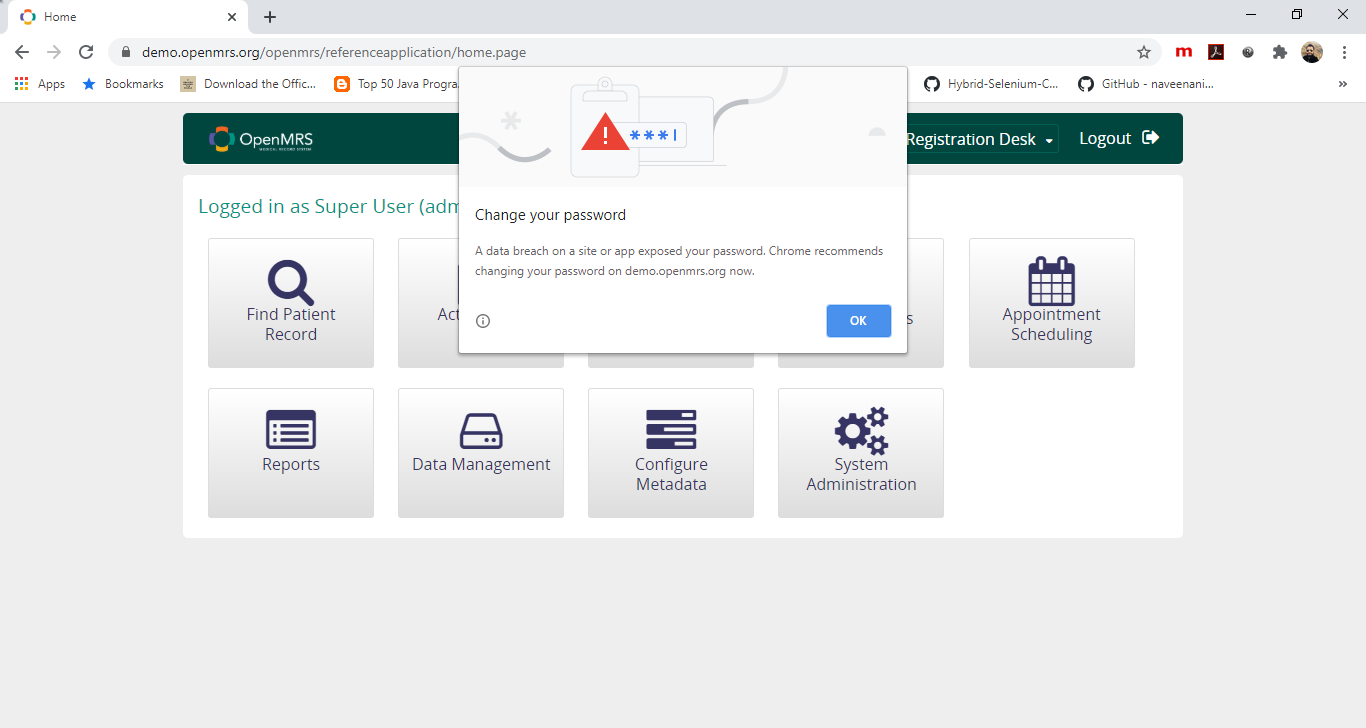 Home
demo.openmrs.org/openmrs/referenceapplication/home.page
m
Apps
Bookmarks
Download the Offic...
Top 50 Java Progra
Hybrid-Selenium-C...
GitHub - naveenani...
»
OpenMRS
MEDICAL RECORD SYSTEM
Registration Desk
Logout
Logged in as Super User (adm
***
Change your password
A data breach on a site or app exposed your password. Chrome recommends
changing your password on demo.openmrs.org now.
OK
Find Patient
Record
Act
s
Appointment
Scheduling
Reports
Data Management
Configure
Metadata
System
Administration